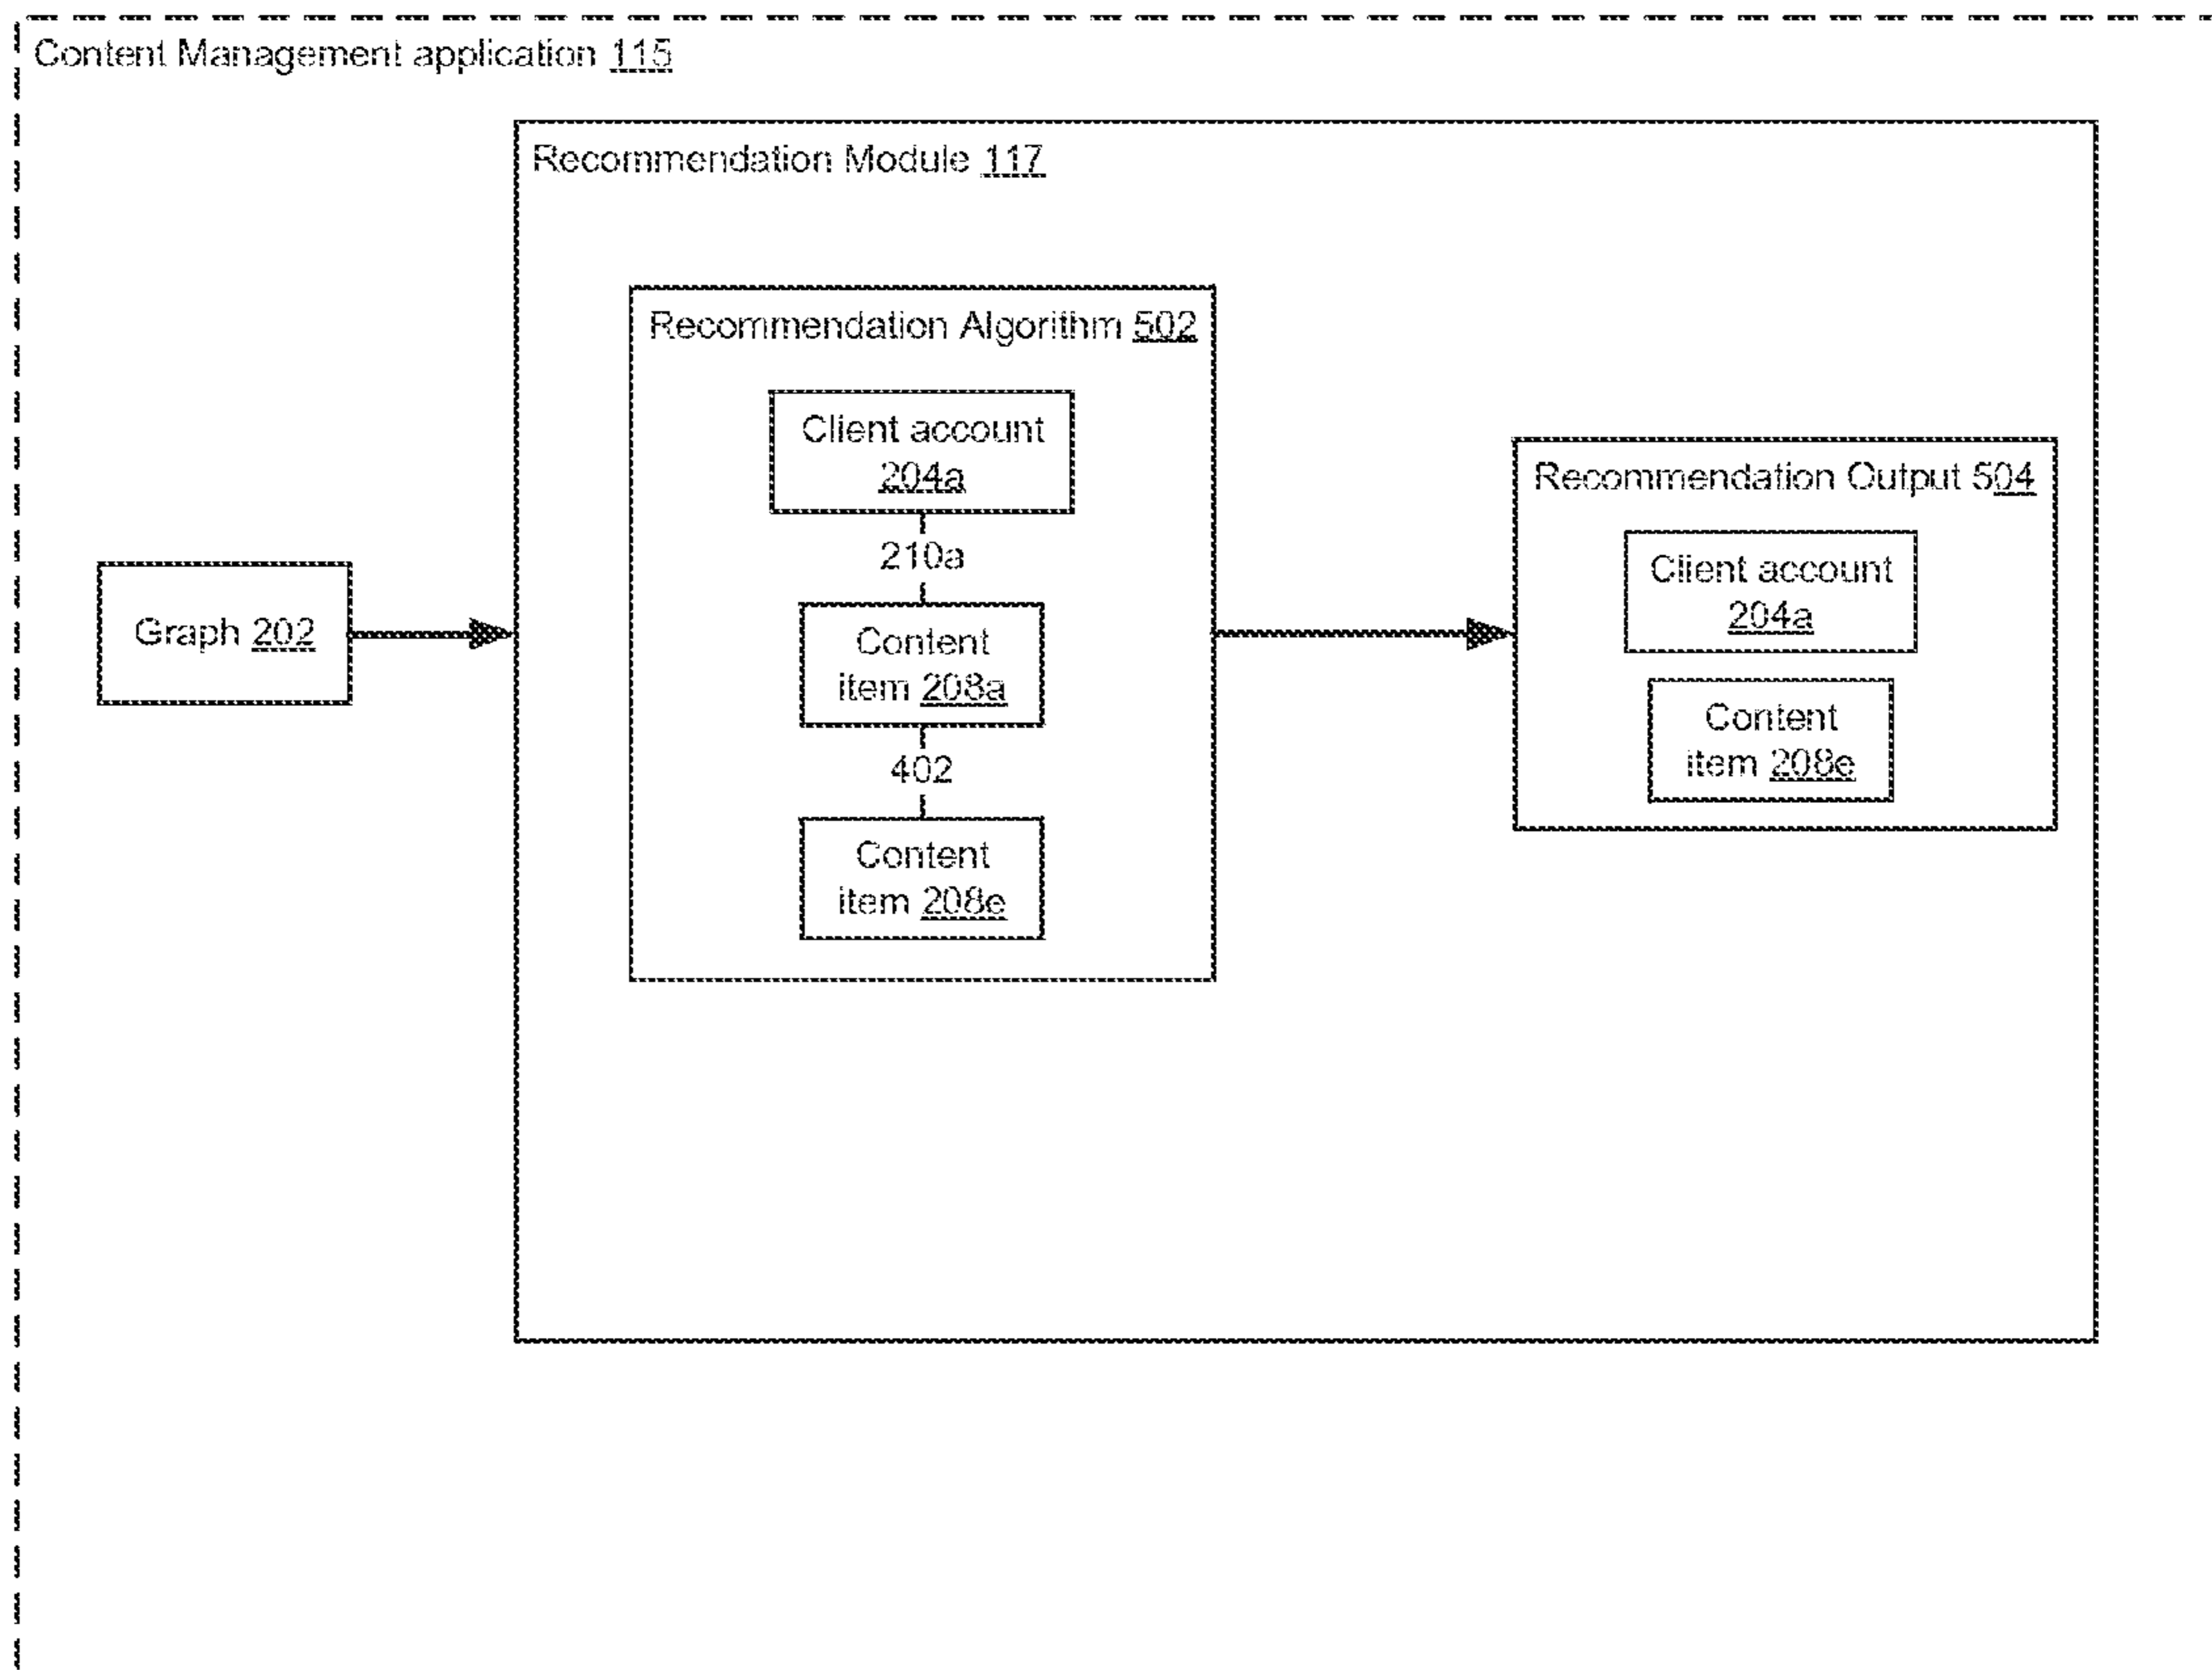 Content Management application 115
Recommendation Module 117
Recommendation Algorithm 502
Client account
204a
210a
Content
item 208a
402
Content
item 208e
Graph 202
Recommendation Output 504
Client account
204a
Content
item 208e